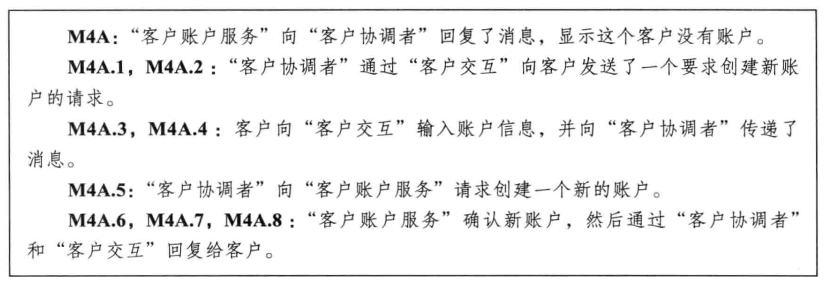 M4A：“客户账户服务”向“客户协调者”回复了消息，显示这个客户没有账户。
M4A.1，M4A.2：“客户协调者”通过“客户交互”向客户发送了一个要求创建新账
户的请求。
M4A.3，M4A.4：客户向“客户交互”输入账户信息，并向“客户协调者”传递了
消息。
M4A.5：“客户协调者”向“客户账户服务”请求创建一个新的账户。
M4A.6，M4A.7，M4A.8：“客户账户服务”确认新账户，然后通过“客户协调者”
和“客户交互”回复给客户。